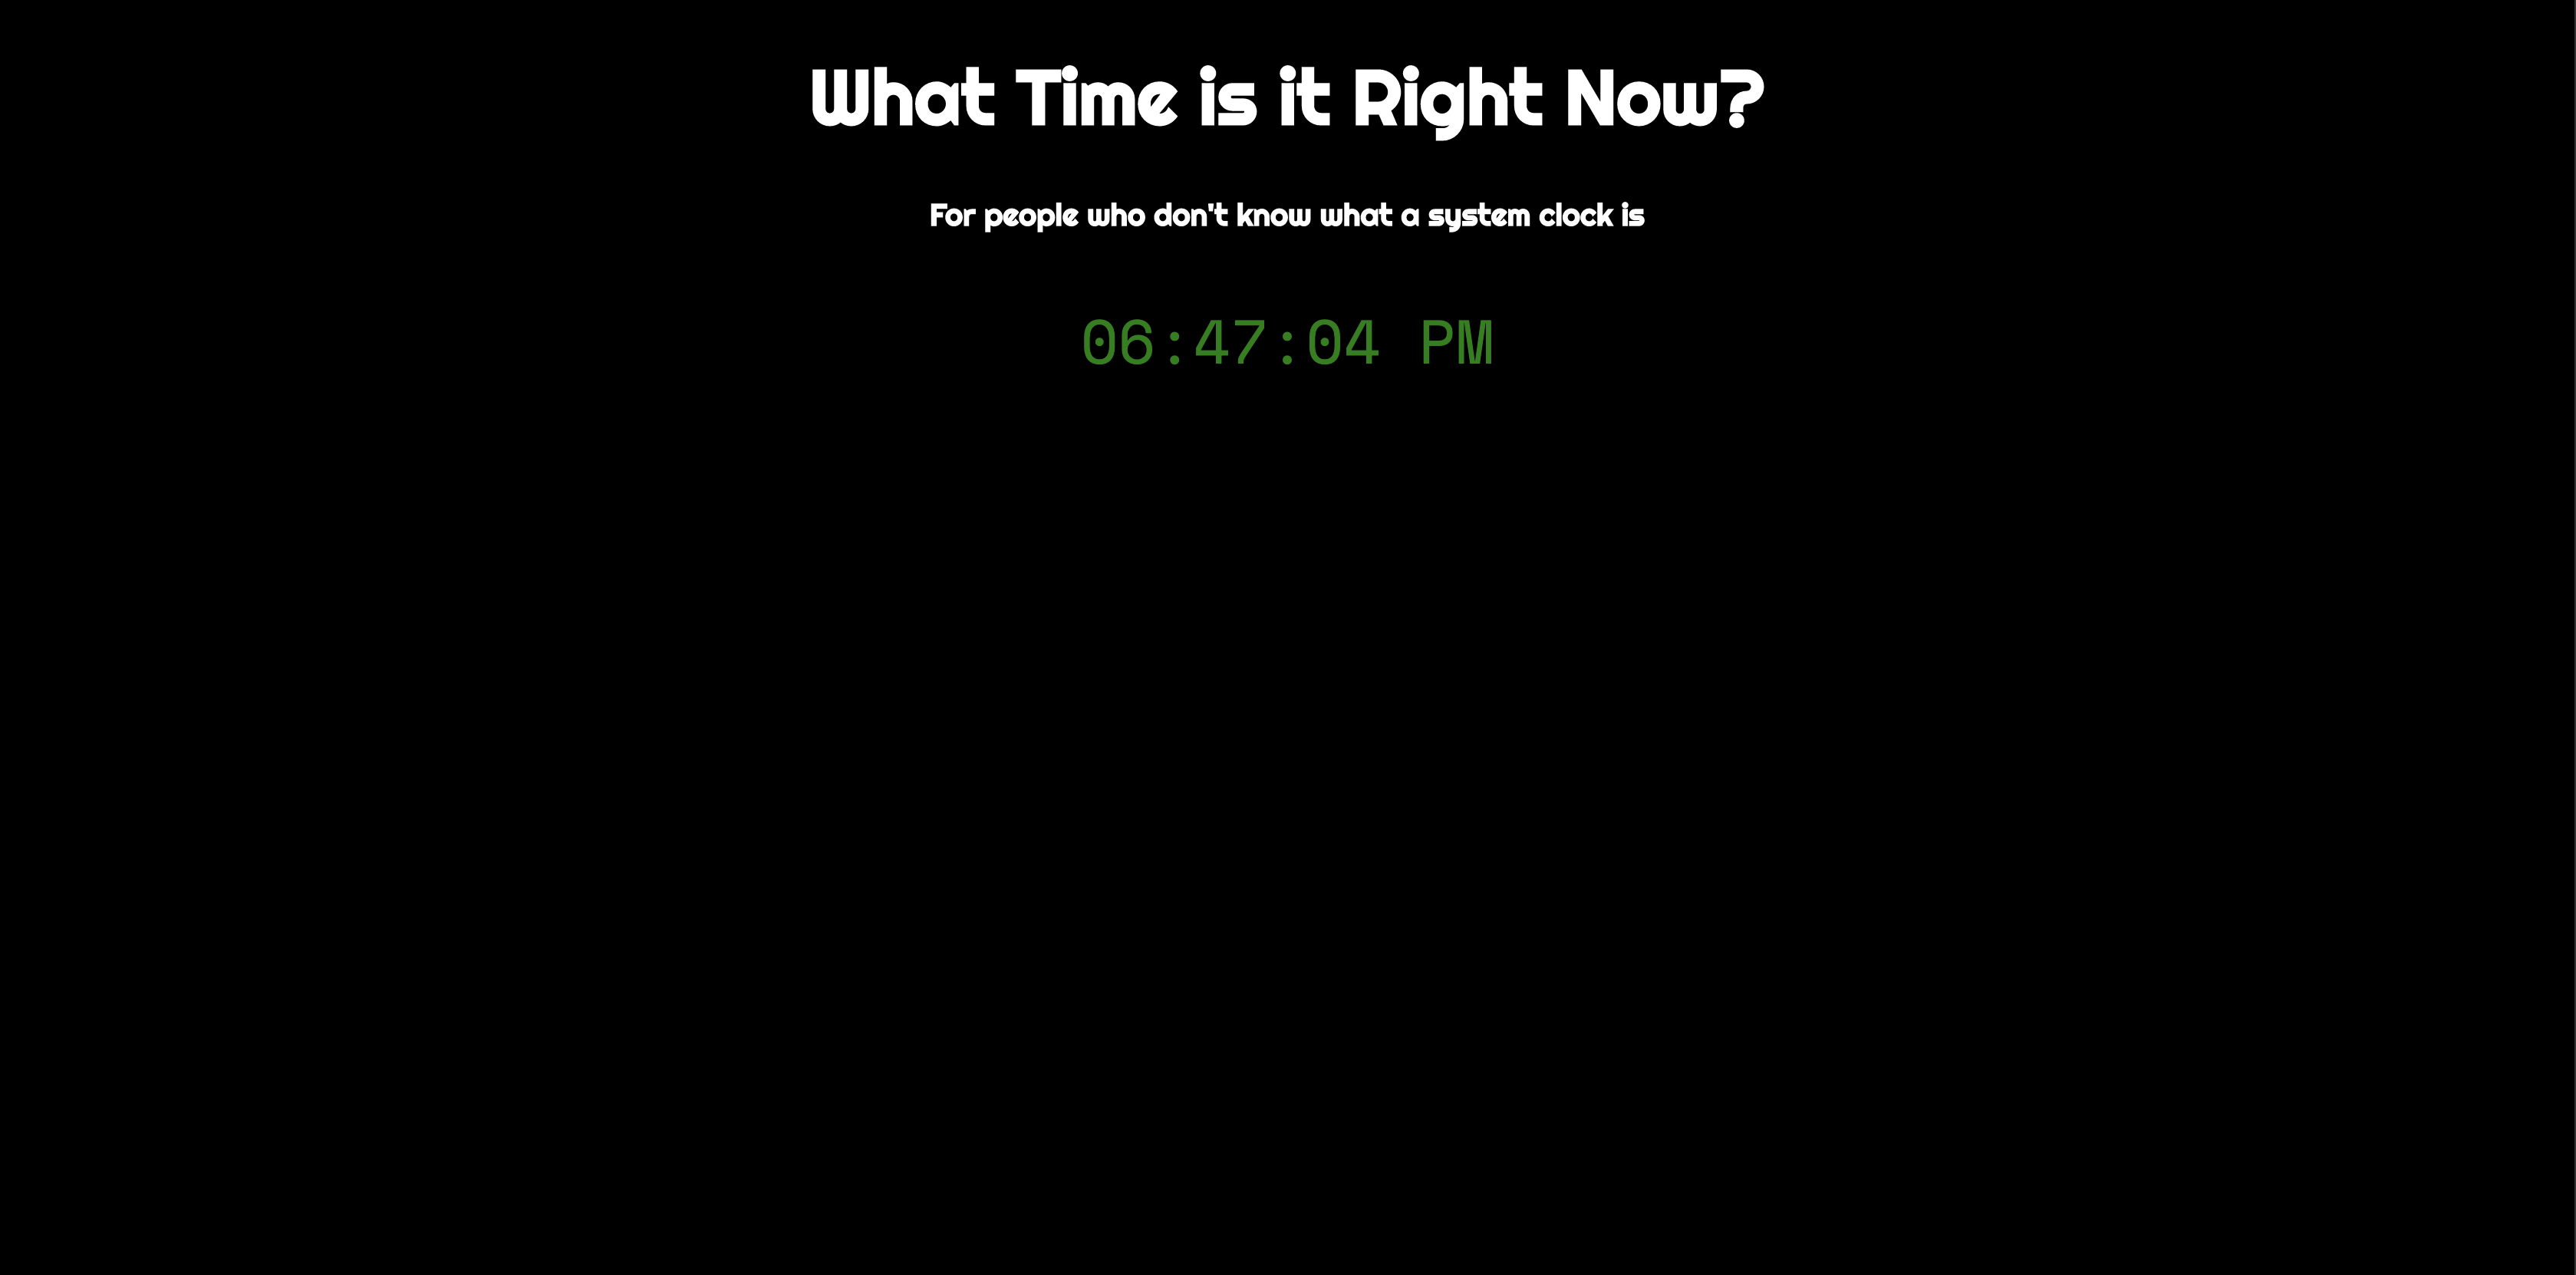 What Time is it Right Now?
For people who don't know what a system clock is
06:47:04 PM